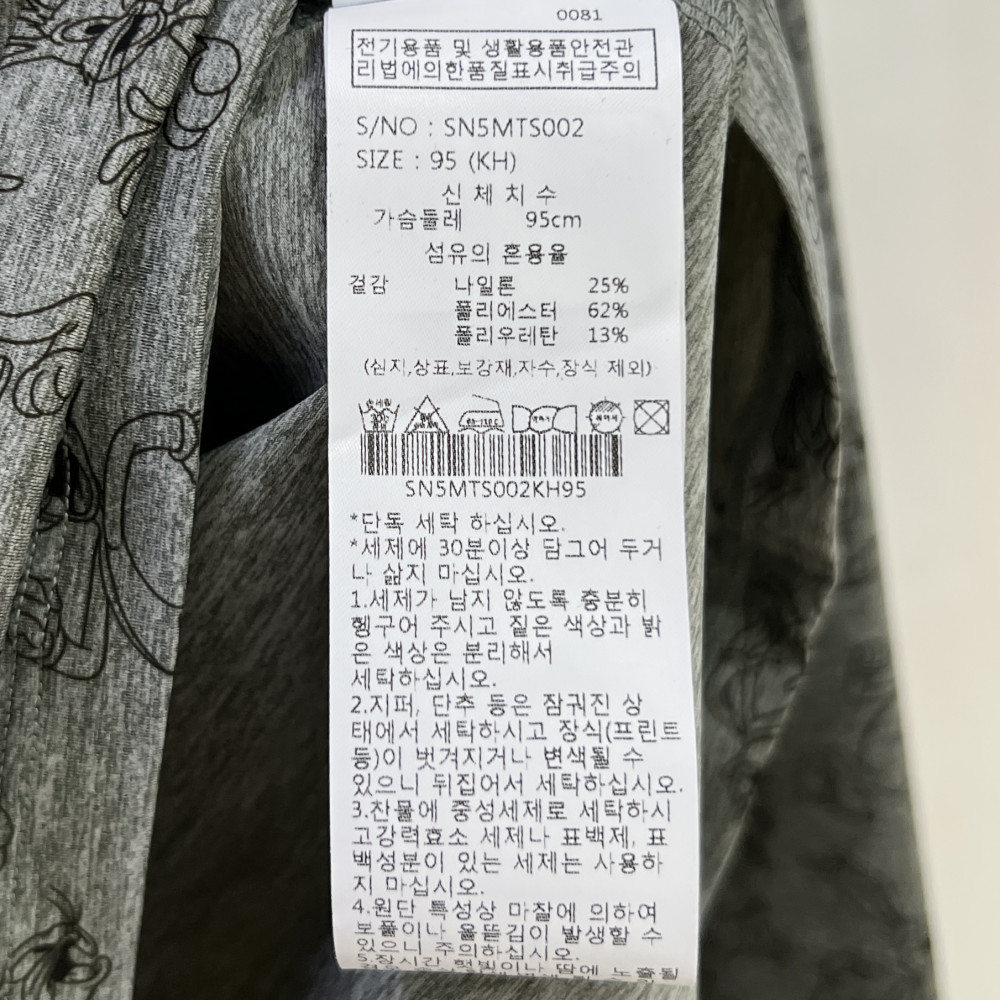 0081
전기용품 및 생활용품안전관
리법에의한품질표시취급주의
S/NO : SN5MTS002
SIZE : 95 (KH)
신 체 치 수
가슴둘레 95cm
섬유의 혼용율
겉감 나일론 25%
폴리에스터 62%
폴리우레탄 13%
(심지,상표,보강재,자수,장식 제외)
SN5MTS002KH95
*단독 세탁 하십시오.
*세제에 30분이상 담그어 두거
나 삶지 마십시오.
1.세제가 남지 않도록 충분히
헹구어 주시고 짙은 색상과 밝
은 색상은 분리해서
세탁하십시오.
2.지퍼, 단추 등은 잠궈진 상
태에서 세탁하시고 장식(프린트
등)이 벗겨지거나 변색될 수
있으니 뒤집어서 세탁하십시오.
3.찬물에 중성세제로 세탁하시
고강력효소 세제나 표백제, 표
백성분이 있는 세제는 사용하
지 마십시오.
4.원단 특성상 마찰에 의하여
보풀이나 올뜯김이 발생할 수
있으니 주의하십시오.
5.장시간 햇빛이나 땀에 노출될